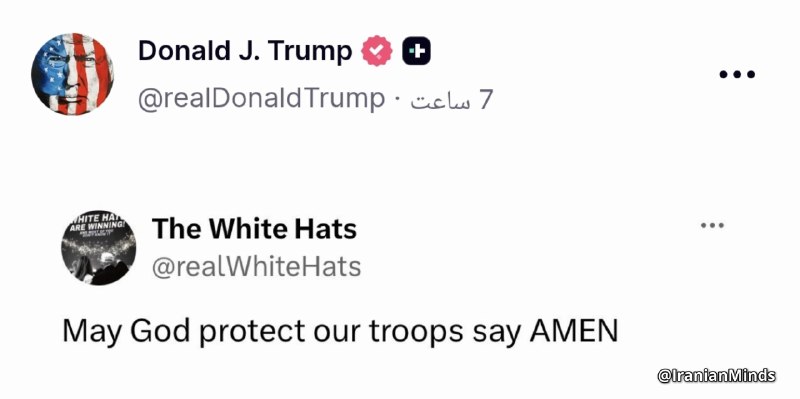 Donald J. Trump
@realDonaldTrump · 7 ساعت
WHITE HAT
ARE WINNING!
The White Hats
@realWhiteHats
May God protect our troops say AMEN
@IranianMinds